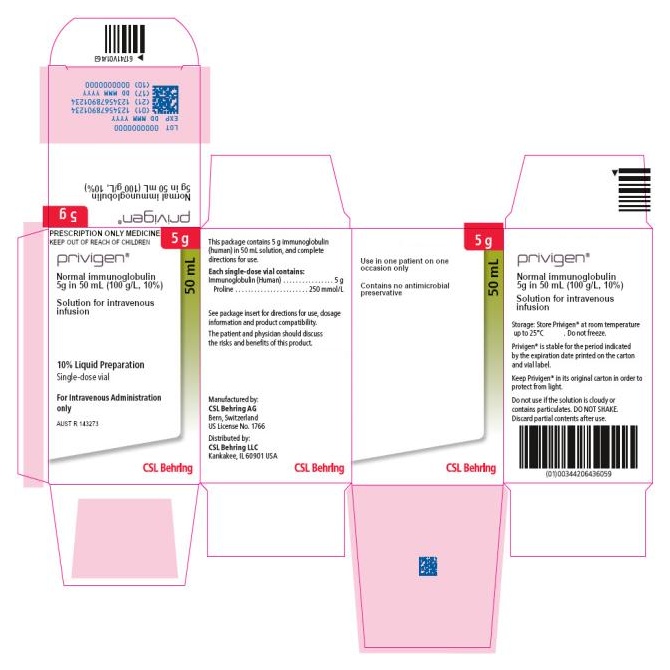 6174IV01/AG3
LOT 0000000000
EXP DD MMM YYYY
(01) 12345678901234
(21) 12345678901234
(17) DD MMM YYYY
(10) 0000000000
privigen®
Normal immunoglobulin
5g in 50 mL (100 g/L, 10%)
5 g
PRESCRIPTION ONLY MEDICINE
KEEP OUT OF REACH OF CHILDREN
5 g
50 mL
privigen®
Normal immunoglobulin
5g in 50 mL (100 g/L, 10%)
Solution for intravenous
infusion
10% Liquid Preparation
Single-dose vial
For Intravenous Administration
only
AUST R 143273
CSL Behring
This package contains 5 g immunoglobulin
(human) in 50 mL solution, and complete
directions for use.
Each single-dose vial contains:
Immunoglobulin (Human) ................ 5 g
Proline ........................ 250 mmol/L
See package insert for directions for use, dosage
information and product compatibility.
The patient and physician should discuss
the risks and benefits of this product.
Manufactured by:
CSL Behring AG
Bern, Switzerland
US License No. 1766
Distributed by:
CSL Behring LLC
Kankakee, IL 60901 USA
CSL Behring
5 g
50 mL
Use in one patient on one
occasion only
Contains no antimicrobial
preservative
CSL Behring
privigen®
Normal immunoglobulin
5g in 50 mL (100 g/L, 10%)
Solution for intravenous
infusion
Storage: Store Privigen® at room temperature
up to 25°C . Do not freeze.
Privigen® is stable for the period indicated
by the expiration date printed on the carton
and vial label.
Keep Privigen® in its original carton in order to
protect from light.
Do not use if the solution is cloudy or
contains particulates. DO NOT SHAKE.
Discard partial contents after use.
(01)00344206436059